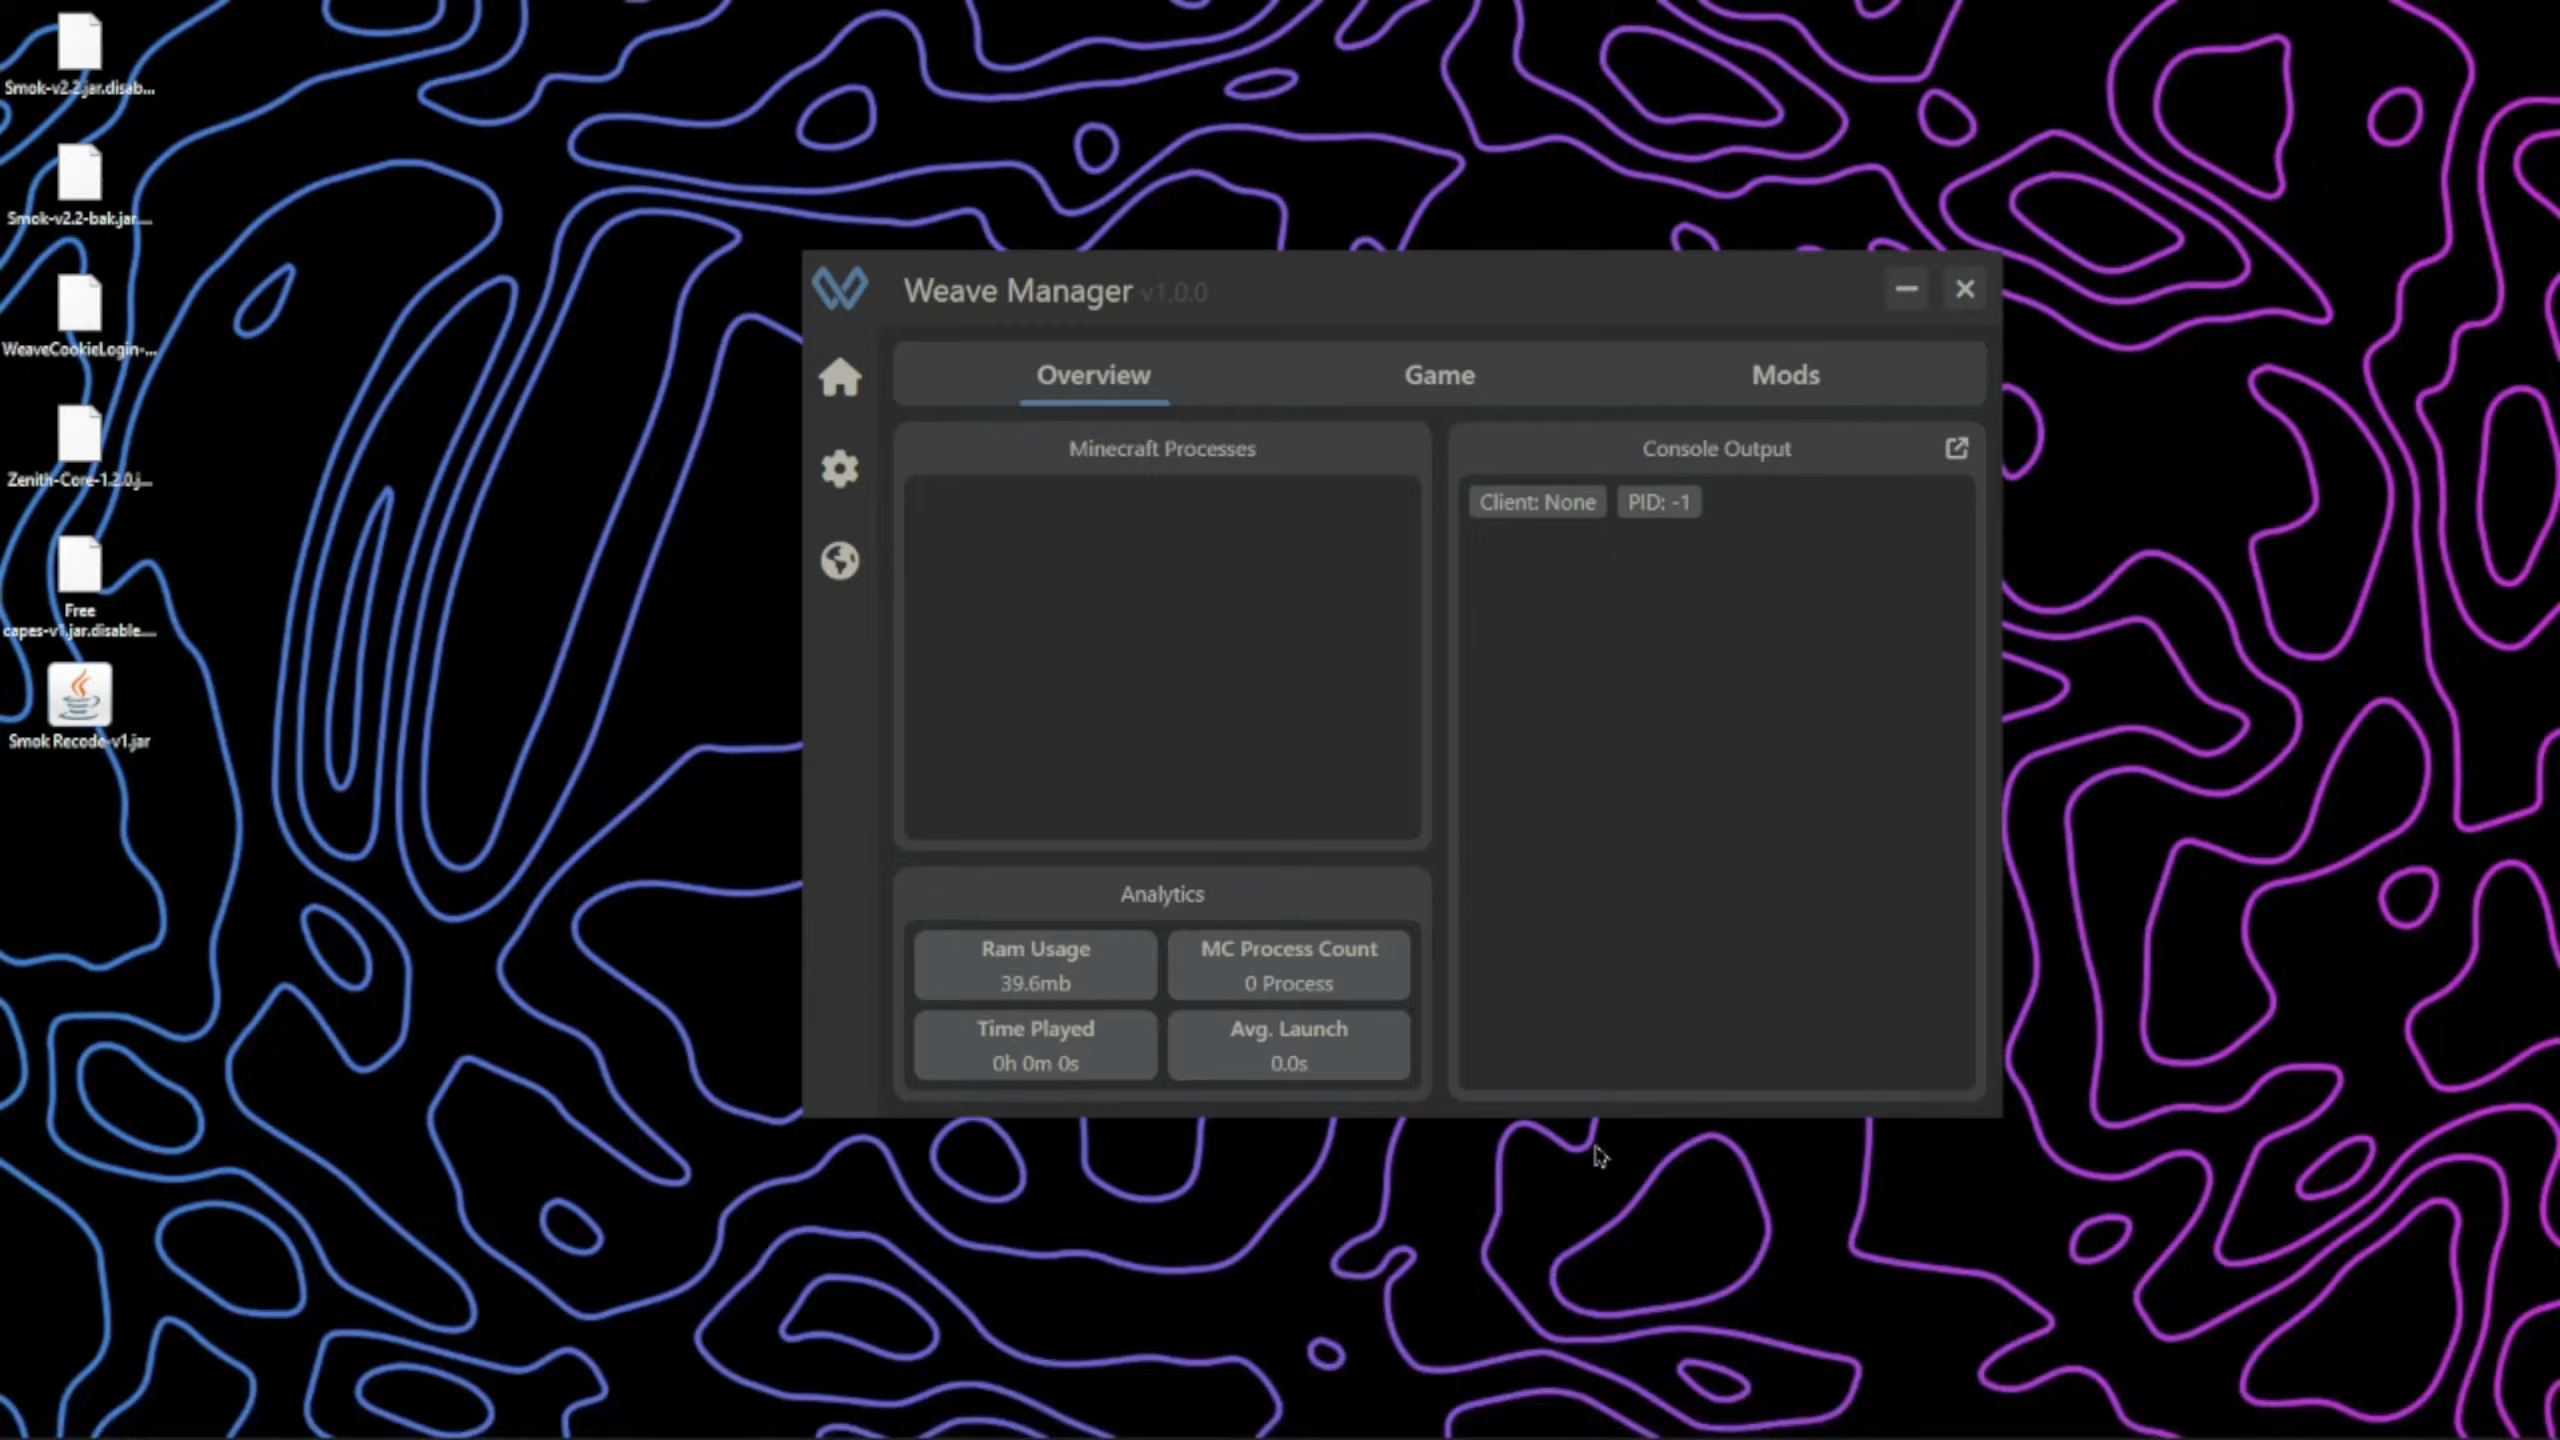 Smok-v2.2.jar.disab...
Smok-v2.2-bak.jar....
WeaveCookieLogin-...
Zenith-Core-1.2.0.j...
Free
capes-v1.jar.disable....
Smok Recode-v1.jar
Weave Manager v1.0.0
Overview
Game
Mods
Minecraft Processes
Console Output
Client: None
PID: -1
Analytics
Ram Usage
39.6mb
MC Process Count
0 Process
Time Played
0h 0m 0s
Avg. Launch
0.0s